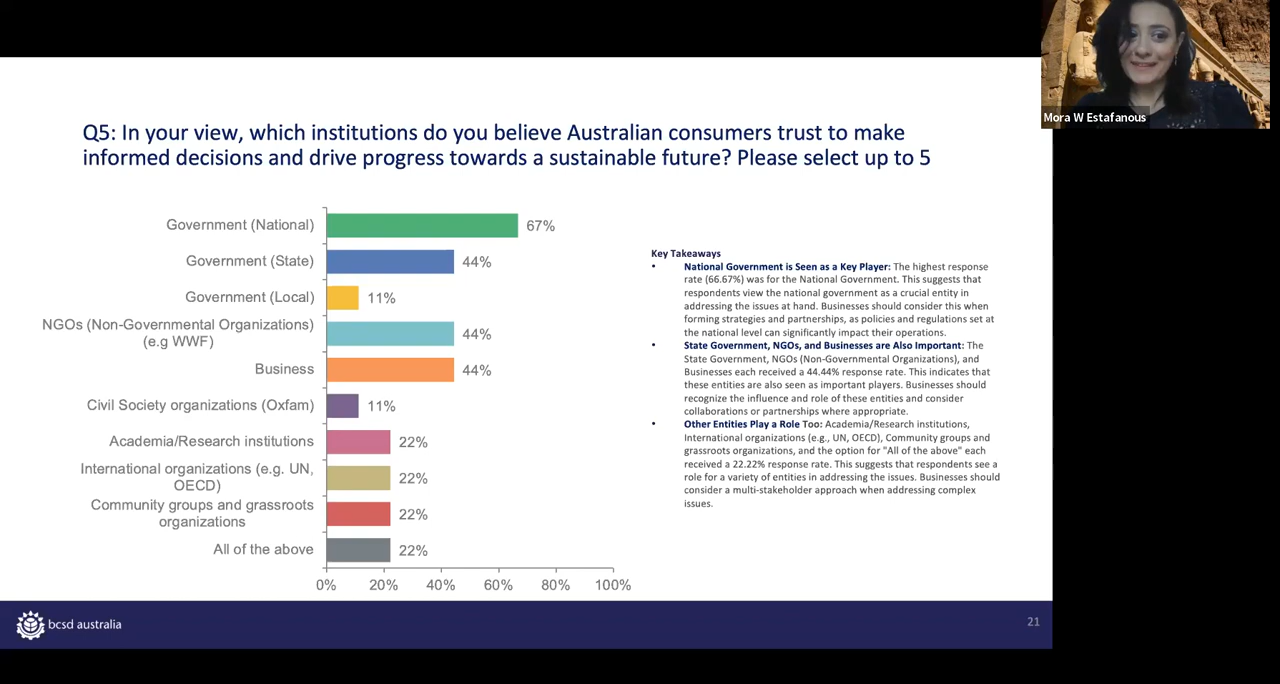 Mora W Estafanous
Q5: In your view, which institutions do you believe Australian consumers trust to make
informed decisions and drive progress towards a sustainable future? Please select up to 5
Government (National)
67%
Government (State)
44%
Government (Local)
11%
NGOs (Non-Governmental Organizations)
(e.g WWF)
44%
Business
44%
Civil Society organizations (Oxfam)
11%
Academia/Research institutions
22%
International organizations (e.g. UN,
OECD)
22%
Community groups and grassroots
organizations
22%
All of the above
22%
0% 20% 40% 60% 80% 100%
Key Takeaways
• National Government is Seen as a Key Player: The highest response
rate (66.67%) was for the National Government. This suggests that
respondents view the national government as a crucial entity in
addressing the issues at hand. Businesses should consider this when
forming strategies and partnerships, as policies and regulations set at
the national level can significantly impact their operations.
• State Government, NGOs, and Businesses are Also Important: The
State Government, NGOs (Non-Governmental Organizations), and
Businesses each received a 44.44% response rate. This indicates that
these entities are also seen as important players. Businesses should
recognize the influence and role of these entities and consider
collaborations or partnerships where appropriate.
• Other Entities Play a Role Too: Academia/Research institutions,
International organizations (e.g., UN, OECD), Community groups and
grassroots organizations, and the option for "All of the above" each
received a 22.22% response rate. This suggests that respondents see a
role for a variety of entities in addressing the issues. Businesses should
consider a multi-stakeholder approach when addressing complex
issues.
bcsd australia
21